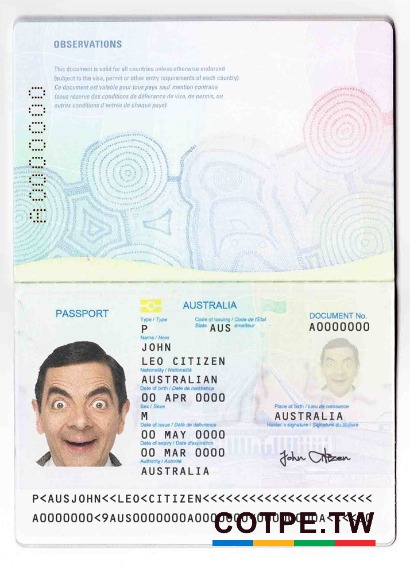 OBSERVATIONS
This document is valid for all countries unless otherwise endorsed
(subject to the visa, permit or other entry requirements of each country)
Ce document est valable pour tous pays sauf mention contraire
(sous réserve des conditions de délivrance de visa, de permis, ou
autres conditions d'entrée de chaque pays).
A0000000
PASSPORT
AUSTRALIA
DOCUMENT No.
A0000000
Type / Type
Code of issuing / Code de l'État
State émetteur
P
AUS
Name / Nom
JOHN
LEO CITIZEN
Nationality / Nationalité
AUSTRALIAN
Date of birth / Date de naissance
00 APR 0000
Sex / Sexe
M
Place of birth / Lieu de naissance
AUSTRALIA
Date of issue / Date de délivrance
00 MAY 0000
Holder's signature / Signature du titulaire
Date of expiry / Date d'expiration
00 MAR 0000
John Citizen
Authority / Autorité
AUSTRALIA
P<AUSJOHN<<LEO<CITIZEN<<<<<<<<<<<<<<<<<<<<<<<
COTPE.TW